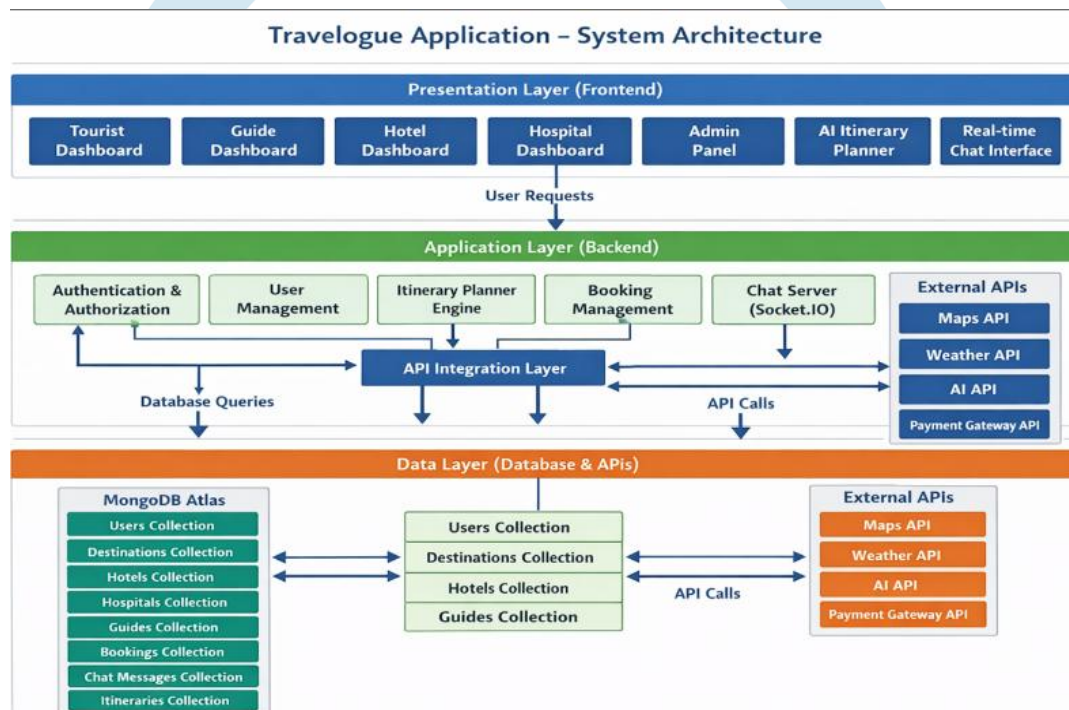 Travelogue Application – System Architecture
Presentation Layer (Frontend)
Tourist
Dashboard
Guide
Dashboard
Hotel
Dashboard
Hospital
Dashboard
Admin
Panel
AI Itinerary
Planner
Real-time
Chat Interface
User Requests
Application Layer (Backend)
Authentication &
Authorization
User
Management
Itinerary Planner
Engine
Booking
Management
Chat Server
(Socket.IO)
External APIs
Maps API
Weather API
AI API
Payment Gateway API
API Integration Layer
Database Queries
API Calls
Data Layer (Database & APIs)
MongoDB Atlas
Users Collection
Destinations Collection
Hotels Collection
Hospitals Collection
Guides Collection
Bookings Collection
Chat Messages Collection
Itineraries Collection
Users Collection
Destinations Collection
Hotels Collection
Guides Collection
API Calls
External APIs
Maps API
Weather API
AI API
Payment Gateway API